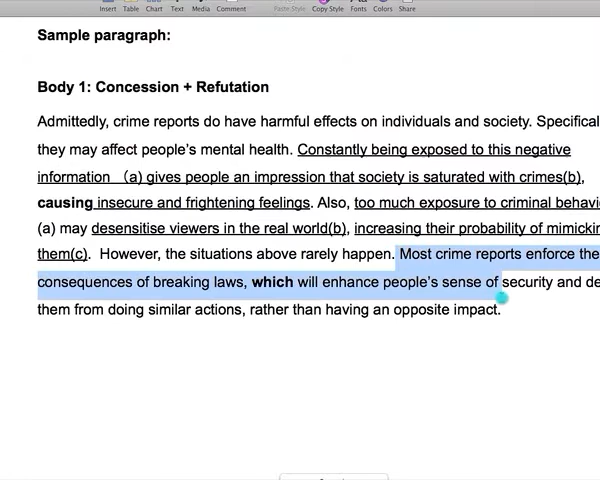 Insert Table Chart Text Media Comment Paste Style Copy Style Fonts Colors Share
Sample paragraph:
Body 1: Concession + Refutation
Admittedly, crime reports do have harmful effects on individuals and society. Specifical
they may affect people's mental health. Constantly being exposed to this negative
information （a) gives people an impression that society is saturated with crimes(b),
causing insecure and frightening feelings. Also, too much exposure to criminal behavi
(a) may desensitise viewers in the real world(b), increasing their probability of mimickin
them(c). However, the situations above rarely happen. Most crime reports enforce the
consequences of breaking laws, which will enhance people's sense of security and de
them from doing similar actions, rather than having an opposite impact.